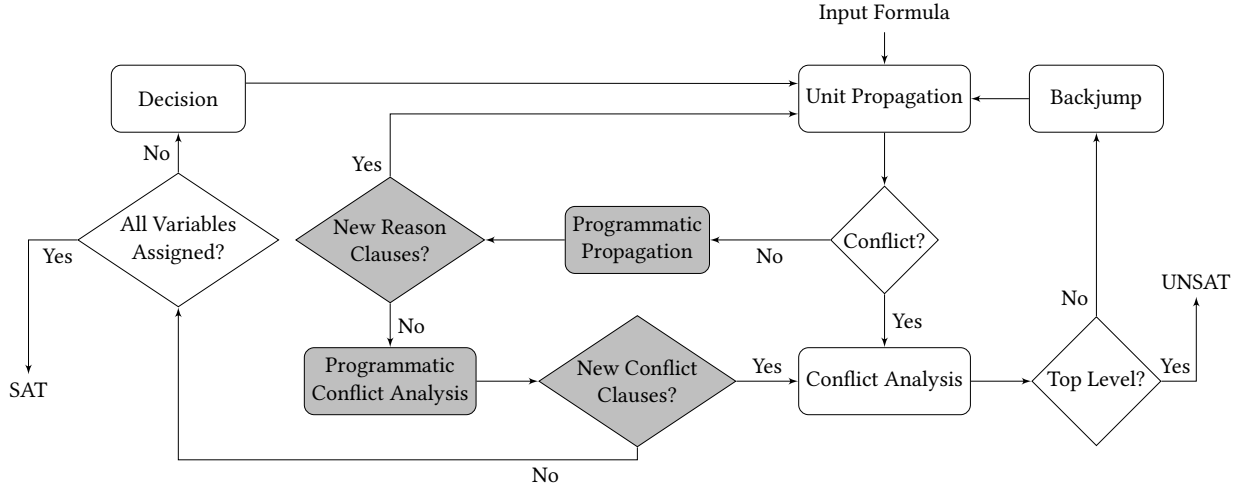 Input Formula
Decision
Unit Propagation
Backjump
No
Yes
All Variables
Assigned?
Yes
New Reason
Clauses?
Programmatic
Propagation
No
Conflict?
UNSAT
No
Yes
No
Yes
SAT
Programmatic
Conflict Analysis
New Conflict
Clauses?
Yes
Conflict Analysis
Top Level?
Yes
No